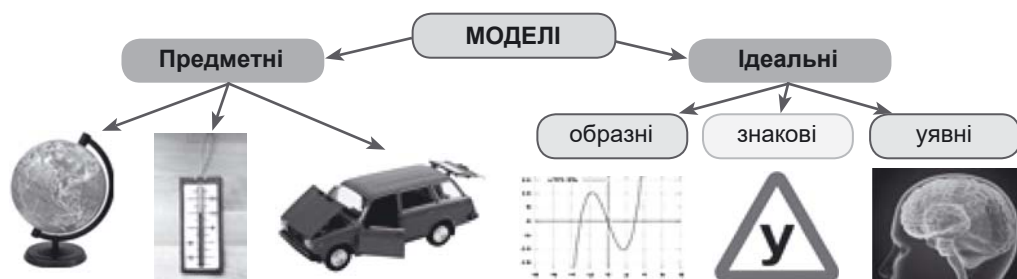 МОДЕЛІ
Предметні
Ідеальні
образні
знакові
уявні
У